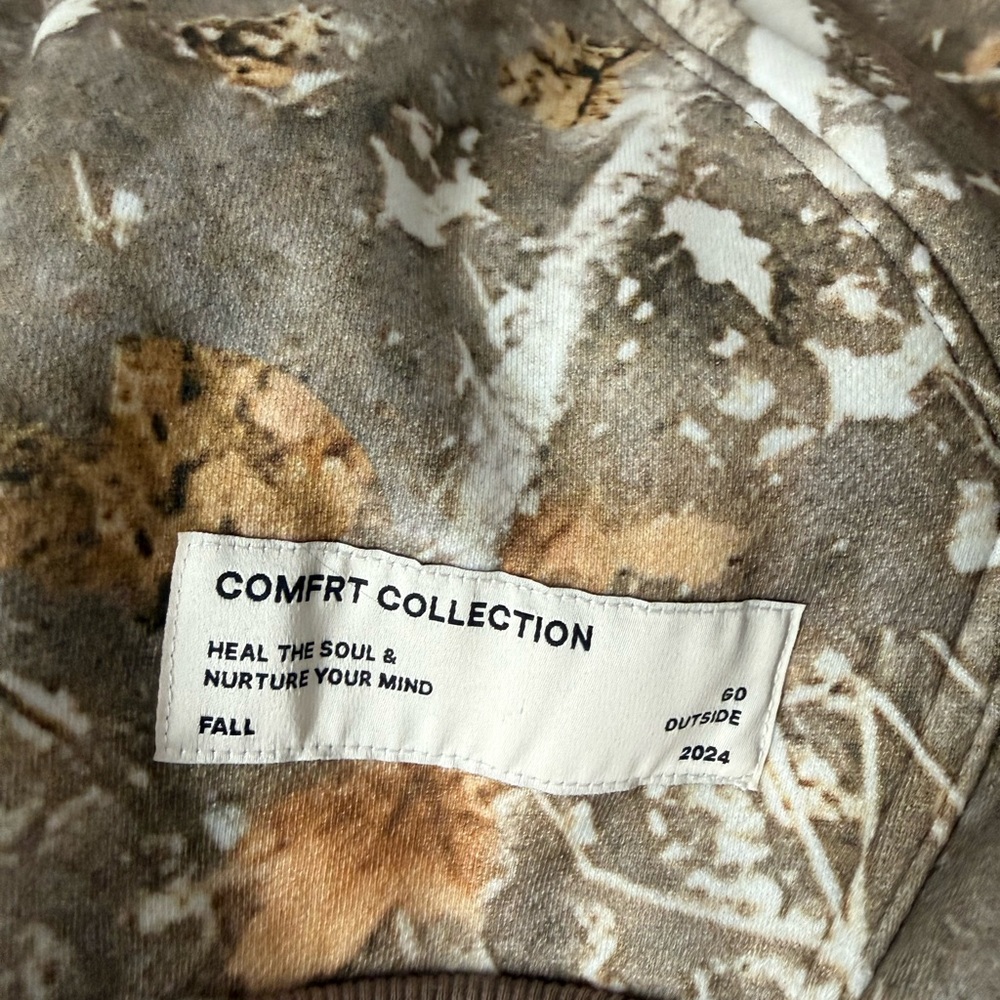 COMFRT COLLECTION
HEAL THE SOUL &
NURTURE YOUR MIND
FALL
GO
OUTSIDE
2024